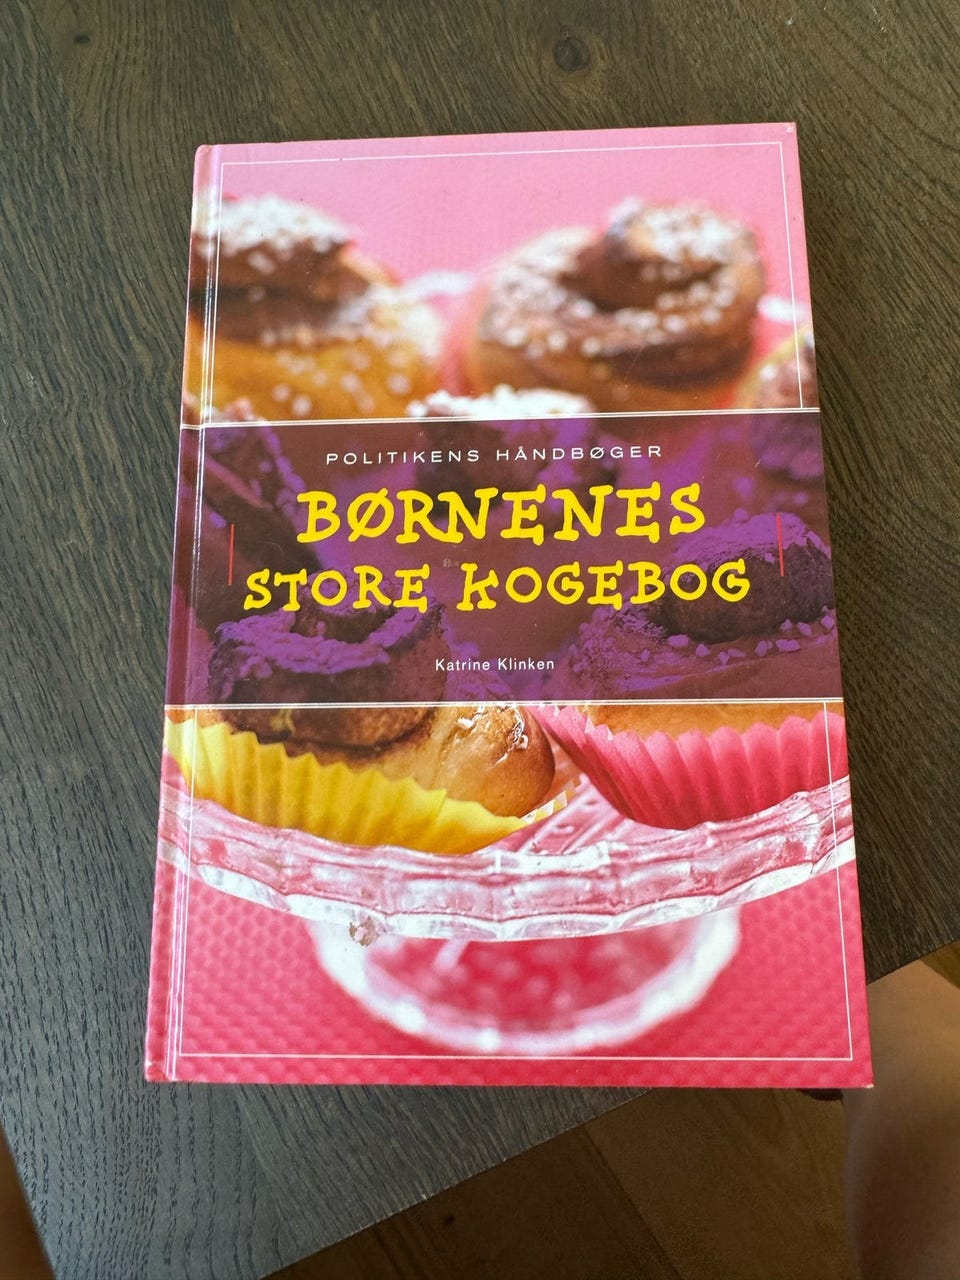 POLITIKENS HÅNDBØGER
BØRNENES
STORE KOGEBOG
Katrine Klinken